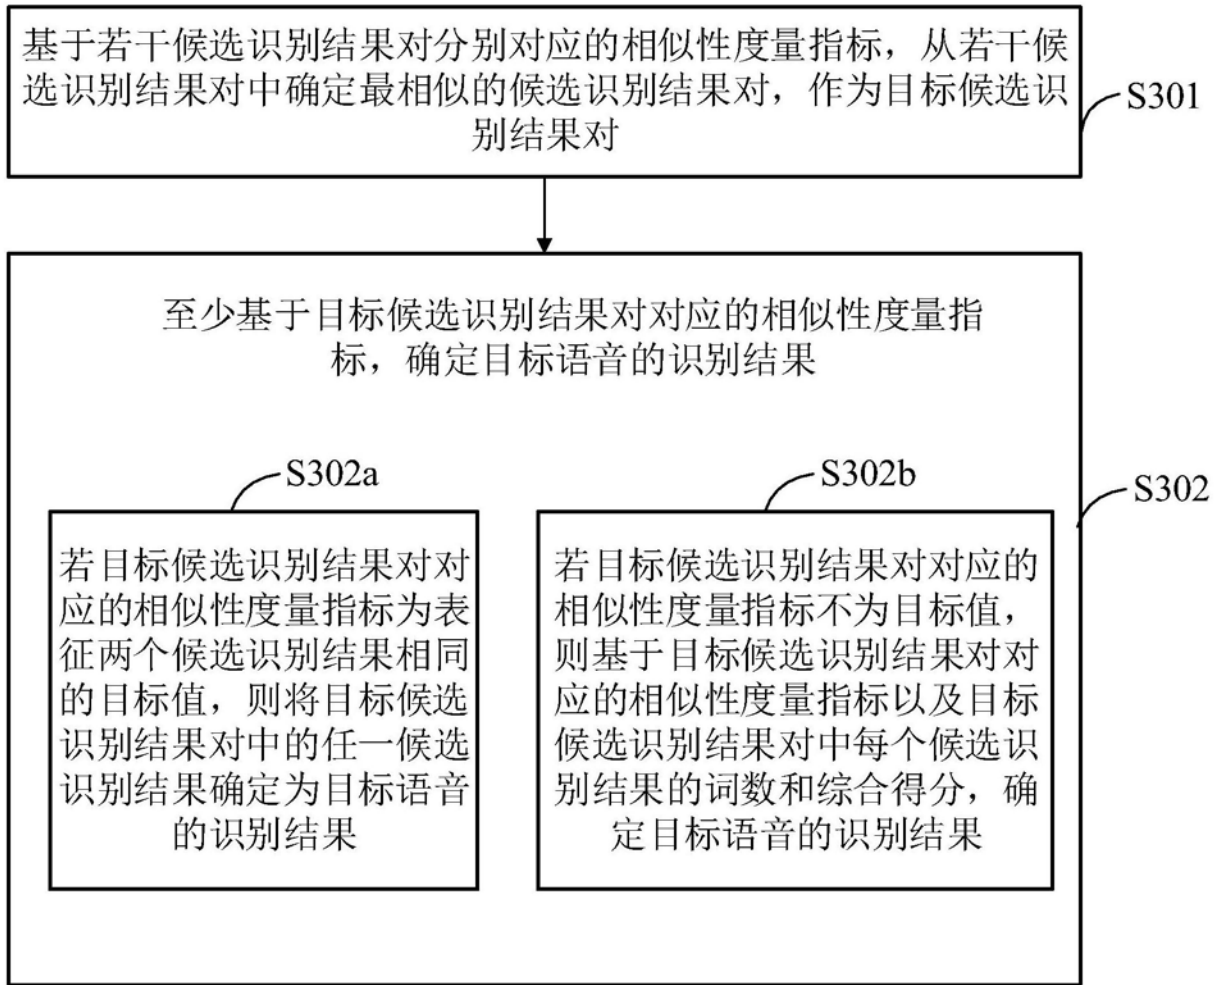 基于若干候选识别结果对分别对应的相似性度量指标，从若干候
选识别结果对中确定最相似的候选识别结果对，作为目标候选识
别结果对
S301
至少基于目标候选识别结果对对应的相似性度量指
标，确定目标语音的识别结果
S302a
S302b
S302
若目标候选识别结果对对
应的相似性度量指标为表
征两个候选识别结果相同
的目标值，则将目标候选
识别结果对中的任一候选
识别结果确定为目标语音
的识别结果
若目标候选识别结果对对应的
相似性度量指标不为目标值，
则基于目标候选识别结果对对
应的相似性度量指标以及目标
候选识别结果对中每个候选识
别结果的词数和综合得分，确
定目标语音的识别结果